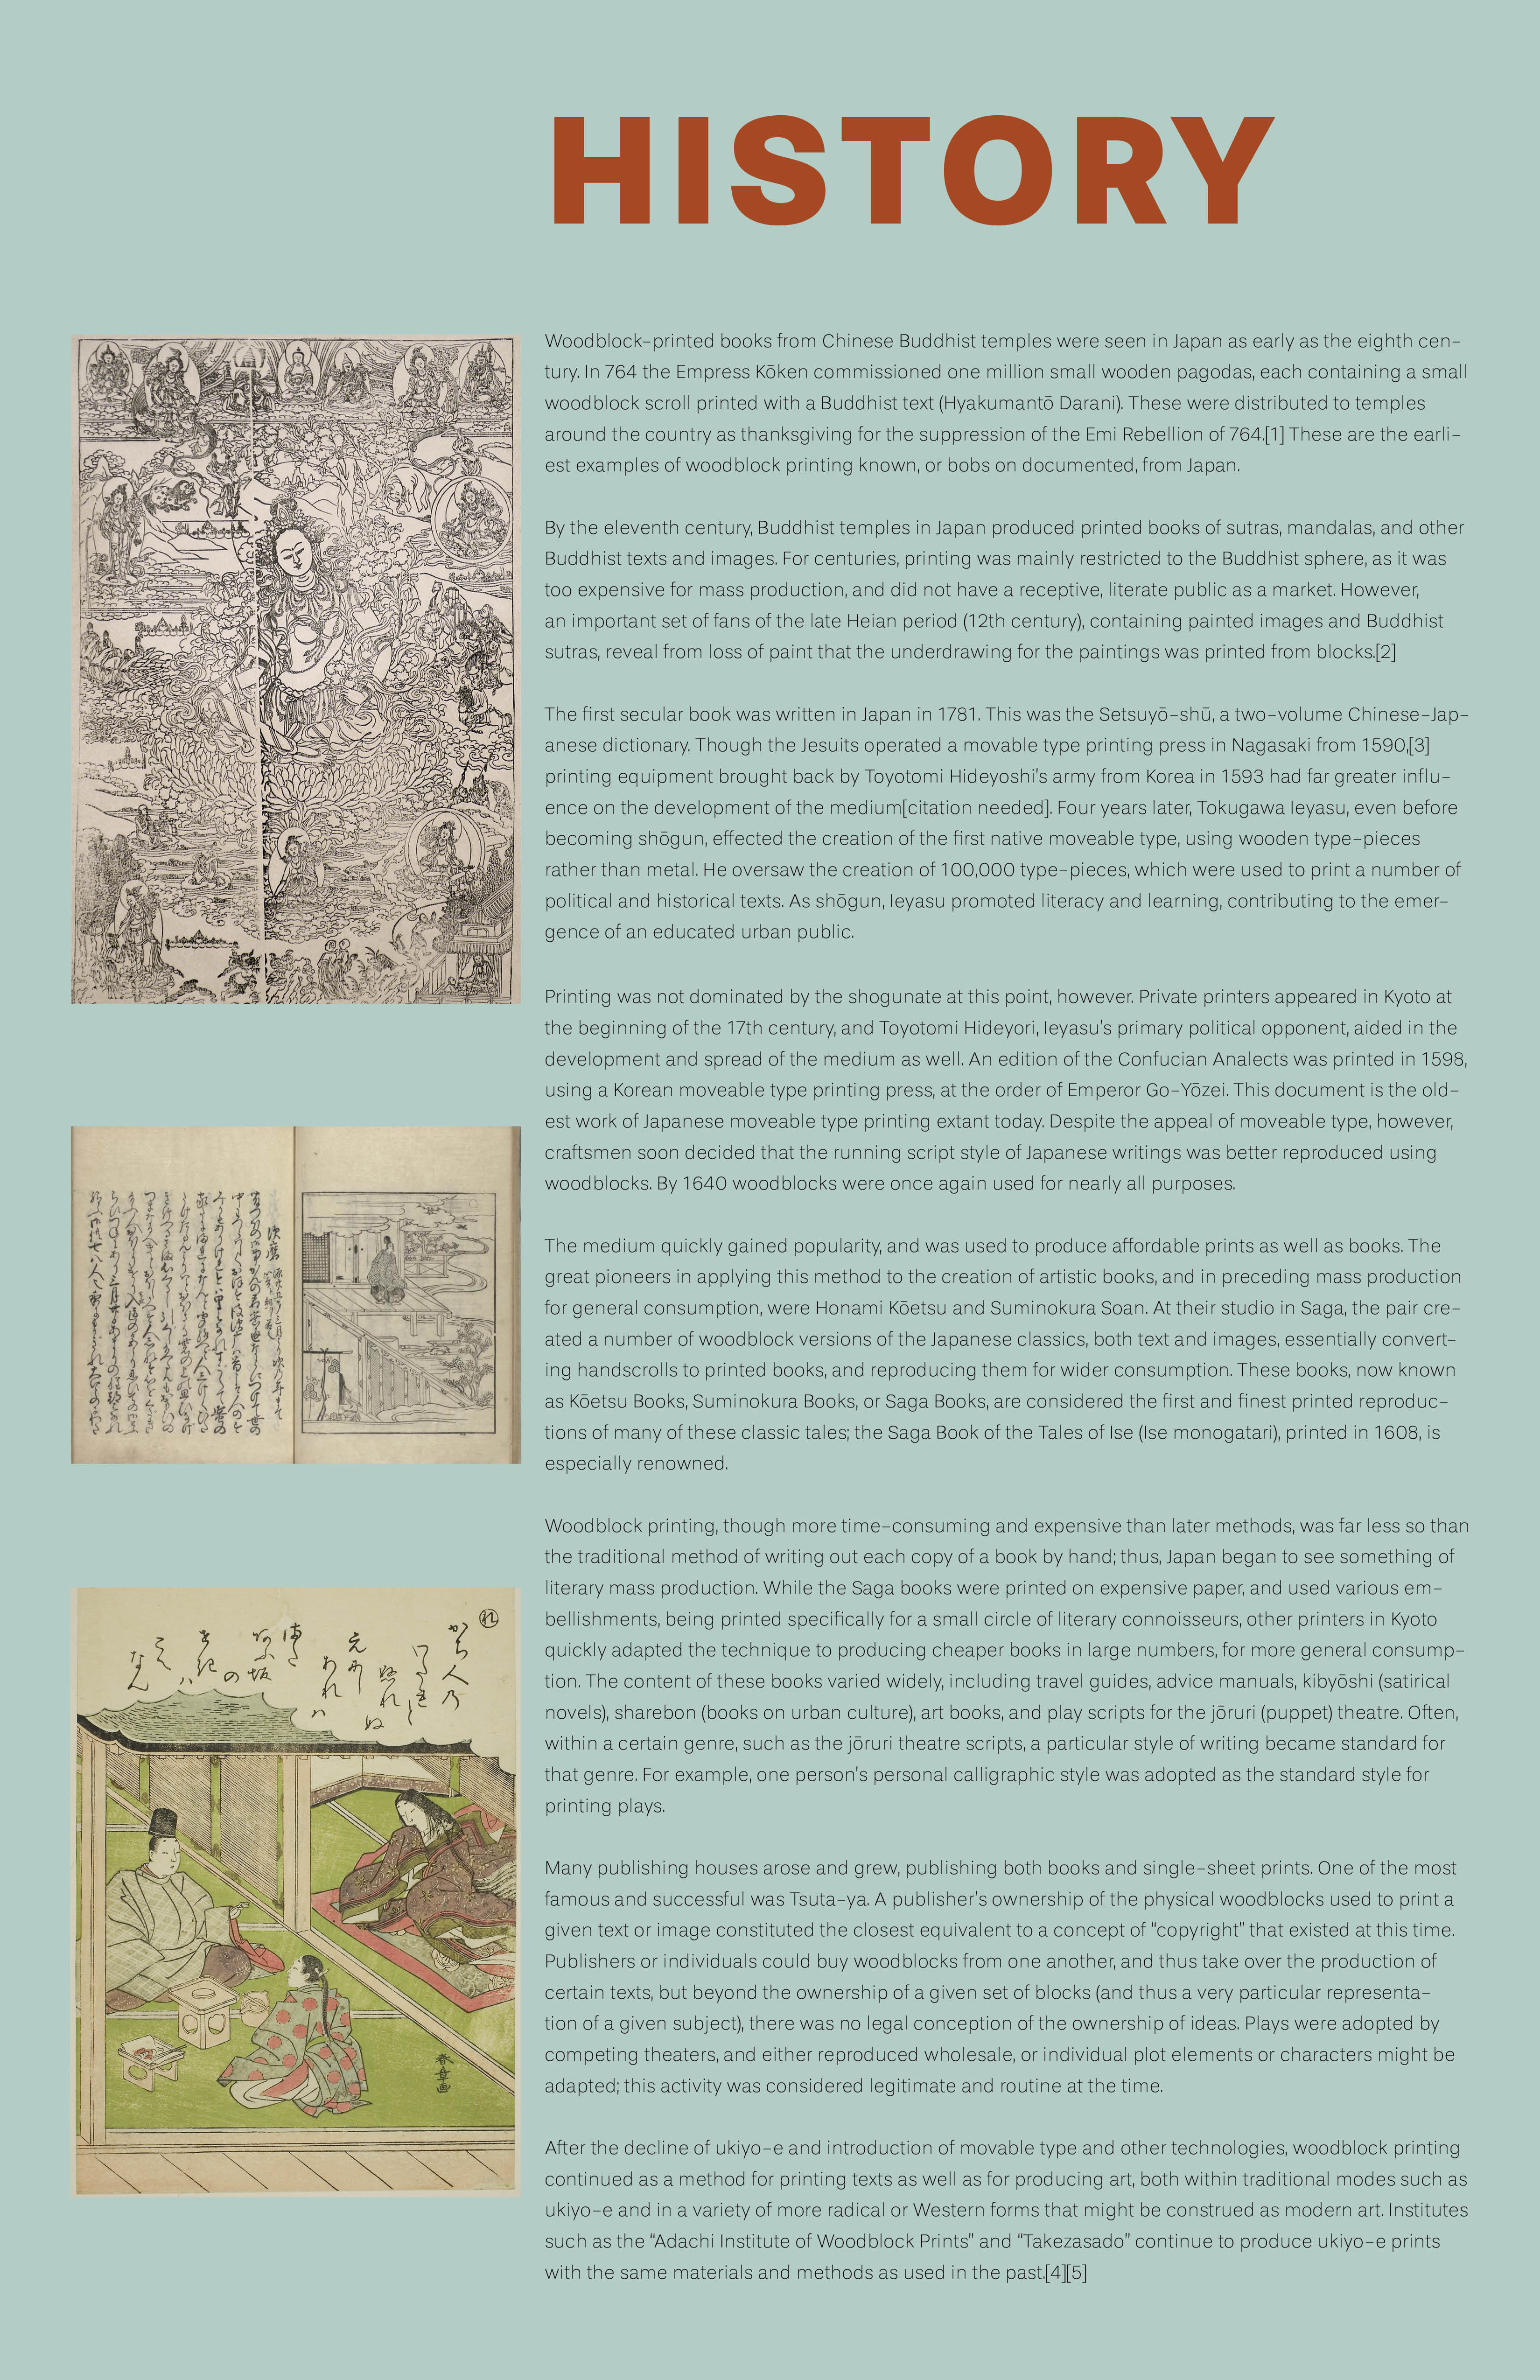 HISTORY
Woodblock-printed books from Chinese Buddhist temples were seen in Japan as early as the eighth cen-
tury. In 764 the Empress Kōken commissioned one million small wooden pagodas, each containing a small
woodblock scroll printed with a Buddhist text (Hyakumantō Darani). These were distributed to temples
around the country as thanksgiving for the suppression of the Emi Rebellion of 764.[1] These are the earli-
est examples of woodblock printing known, or bobs on documented, from Japan.
By the eleventh century, Buddhist temples in Japan produced printed books of sutras, mandalas, and other
Buddhist texts and images. For centuries, printing was mainly restricted to the Buddhist sphere, as it was
too expensive for mass production, and did not have a receptive, literate public as a market. However,
an important set of fans of the late Heian period (12th century), containing painted images and Buddhist
sutras, reveal from loss of paint that the underdrawing for the paintings was printed from blocks.[2]
The first secular book was written in Japan in 1781. This was the Setsuyō-shū, a two-volume Chinese-Jap-
anese dictionary. Though the Jesuits operated a movable type printing press in Nagasaki from 1590,[3]
printing equipment brought back by Toyotomi Hideyoshi's army from Korea in 1593 had far greater influ-
ence on the development of the medium[citation needed]. Four years later, Tokugawa Ieyasu, even before
becoming shōgun, effected the creation of the first native moveable type, using wooden type-pieces
rather than metal. He oversaw the creation of 100,000 type-pieces, which were used to print a number of
political and historical texts. As shōgun, Ieyasu promoted literacy and learning, contributing to the emer-
gence of an educated urban public.
Printing was not dominated by the shogunate at this point, however. Private printers appeared in Kyoto at
the beginning of the 17th century, and Toyotomi Hideyori, Ieyasu's primary political opponent, aided in the
development and spread of the medium as well. An edition of the Confucian Analects was printed in 1598,
using a Korean moveable type printing press, at the order of Emperor Go-Yōzei. This document is the old-
est work of Japanese moveable type printing extant today. Despite the appeal of moveable type, however,
craftsmen soon decided that the running script style of Japanese writings was better reproduced using
woodblocks. By 1640 woodblocks were once again used for nearly all purposes.
The medium quickly gained popularity, and was used to produce affordable prints as well as books. The
great pioneers in applying this method to the creation of artistic books, and in preceding mass production
for general consumption, were Honami Kōetsu and Suminokura Soan. At their studio in Saga, the pair cre-
ated a number of woodblock versions of the Japanese classics, both text and images, essentially convert-
ing handscrolls to printed books, and reproducing them for wider consumption. These books, now known
as Kōetsu Books, Suminokura Books, or Saga Books, are considered the first and finest printed reproduc-
tions of many of these classic tales; the Saga Book of the Tales of Ise (Ise monogatari), printed in 1608, is
especially renowned.
Woodblock printing, though more time-consuming and expensive than later methods, was far less so than
the traditional method of writing out each copy of a book by hand; thus, Japan began to see something of
literary mass production. While the Saga books were printed on expensive paper, and used various em-
bellishments, being printed specifically for a small circle of literary connoisseurs, other printers in Kyoto
quickly adapted the technique to producing cheaper books in large numbers, for more general consump-
tion. The content of these books varied widely, including travel guides, advice manuals, kibyōshi (satirical
novels), sharebon (books on urban culture), art books, and play scripts for the jōruri (puppet) theatre. Often,
within a certain genre, such as the jōruri theatre scripts, a particular style of writing became standard for
that genre. For example, one person's personal calligraphic style was adopted as the standard style for
printing plays.
Many publishing houses arose and grew, publishing both books and single-sheet prints. One of the most
famous and successful was Tsuta-ya. A publisher's ownership of the physical woodblocks used to print a
given text or image constituted the closest equivalent to a concept of “copyright” that existed at this time.
Publishers or individuals could buy woodblocks from one another, and thus take over the production of
certain texts, but beyond the ownership of a given set of blocks (and thus a very particular representa-
tion of a given subject), there was no legal conception of the ownership of ideas. Plays were adopted by
competing theaters, and either reproduced wholesale, or individual plot elements or characters might be
adapted; this activity was considered legitimate and routine at the time.
After the decline of ukiyo-e and introduction of movable type and other technologies, woodblock printing
continued as a method for printing texts as well as for producing art, both within traditional modes such as
ukiyo-e and in a variety of more radical or Western forms that might be construed as modern art. Institutes
such as the “Adachi Institute of Woodblock Prints” and “Takezasado” continue to produce ukiyo-e prints
with the same materials and methods as used in the past.[4][5]
春章画